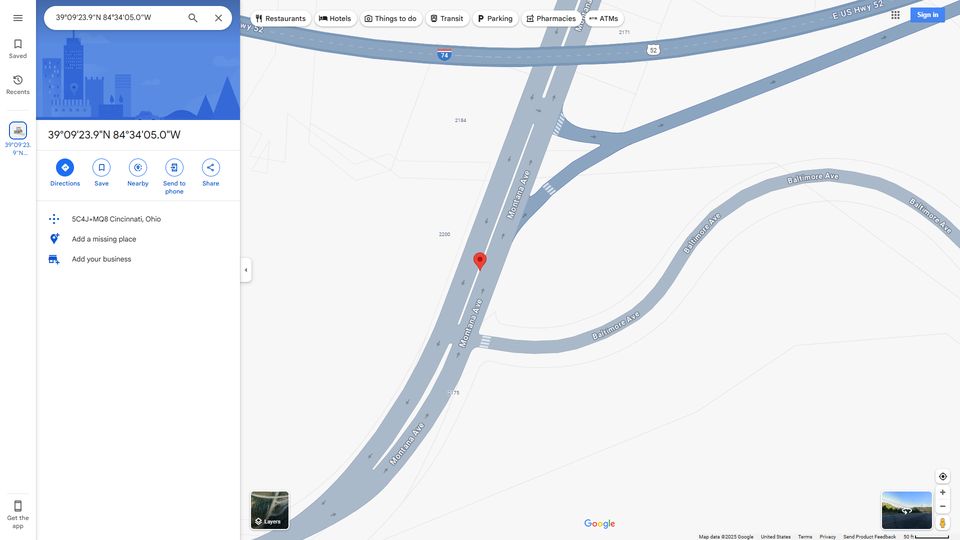 39°09'23.9"N 84°34'05.0"W
Restaurants
Hotels
Things to do
Transit
Parking
Pharmacies
ATMs
Sign in
Saved
Recents
39°09'23.
9"N...
39°09'23.9"N 84°34'05.0"W
Directions
Save
Nearby
Send to
phone
Share
5C4J+MQ8 Cincinnati, Ohio
Add a missing place
Add your business
Get the
app
Hwy 52
74
52
E US Hwy 52
Montana
2171
2184
Montana Ave
2200
Baltimore Ave
Baltimore Ave
Baltimore Ave
Baltimore Ave
Montana Ave
2175
Montana Ave
Layers
Google
Map data ©2025 Google
United States
Terms
Privacy
Send Product Feedback
50 ft